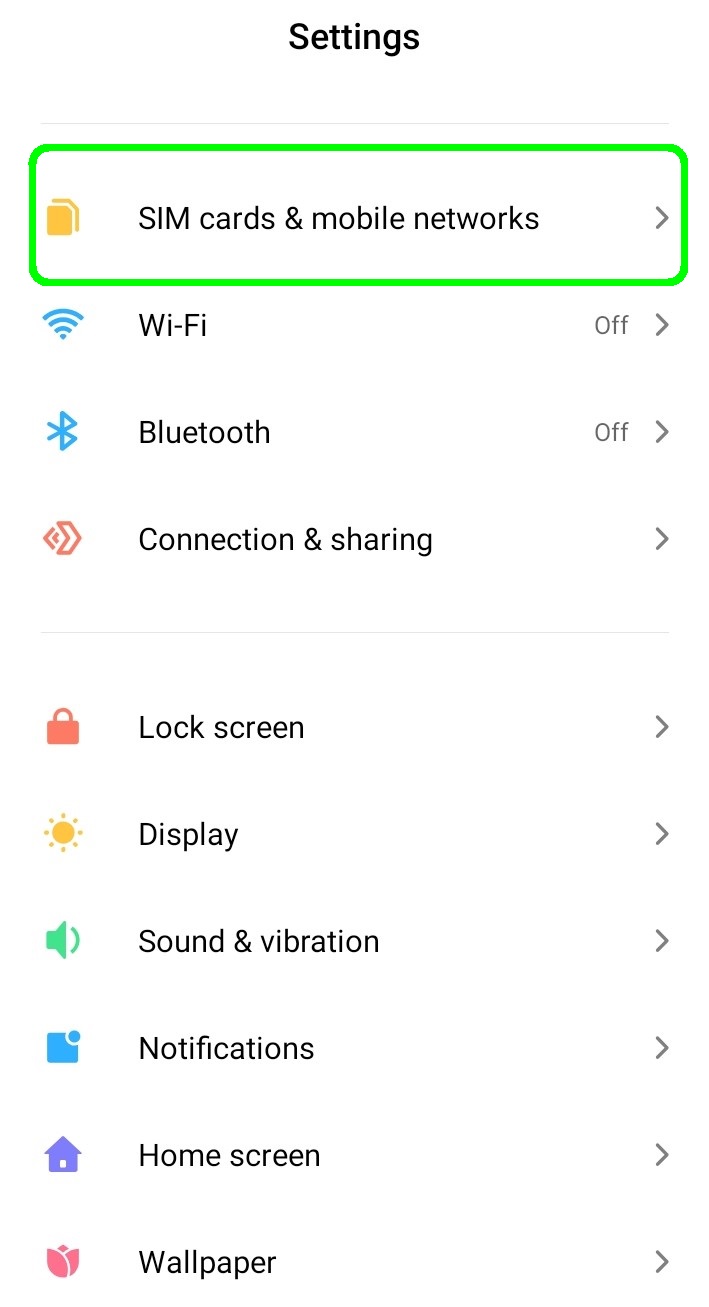 Settings
SIM cards & mobile networks
Wi-Fi Off
Bluetooth Off
Connection & sharing
Lock screen
Display
Sound & vibration
Notifications
Home screen
Wallpaper